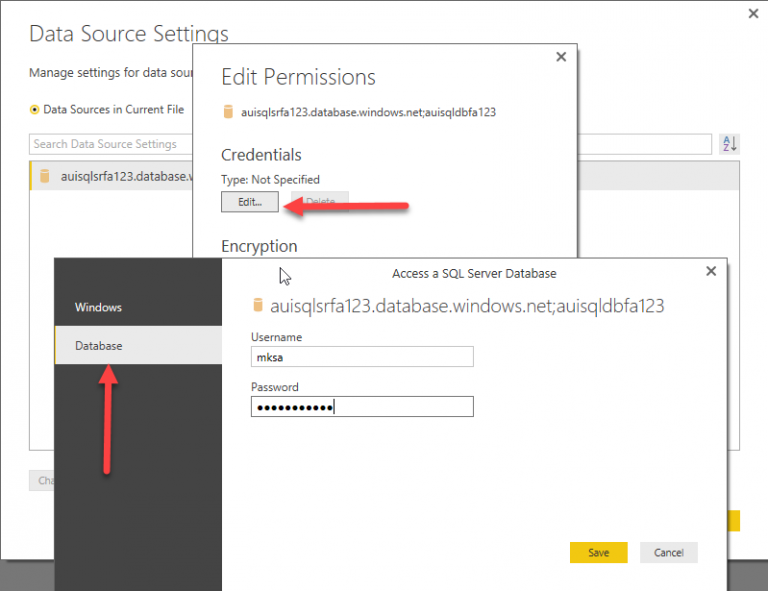 Data Source Settings
Manage settings for data
Data Sources in Current File
Search Data Source Settings
auisqlsrfa123.database.
Edit Permissions
auisqlsrfa123.database.windows.net;auisqldbfa123
Credentials
Type: Not Specified
Edit...
Delete
Encryption
Access a SQL Server Database
Windows
Database
auisqlsrfa123.database.windows.net;auisqldbfa123
Username
mksa
Password
Save
Cancel